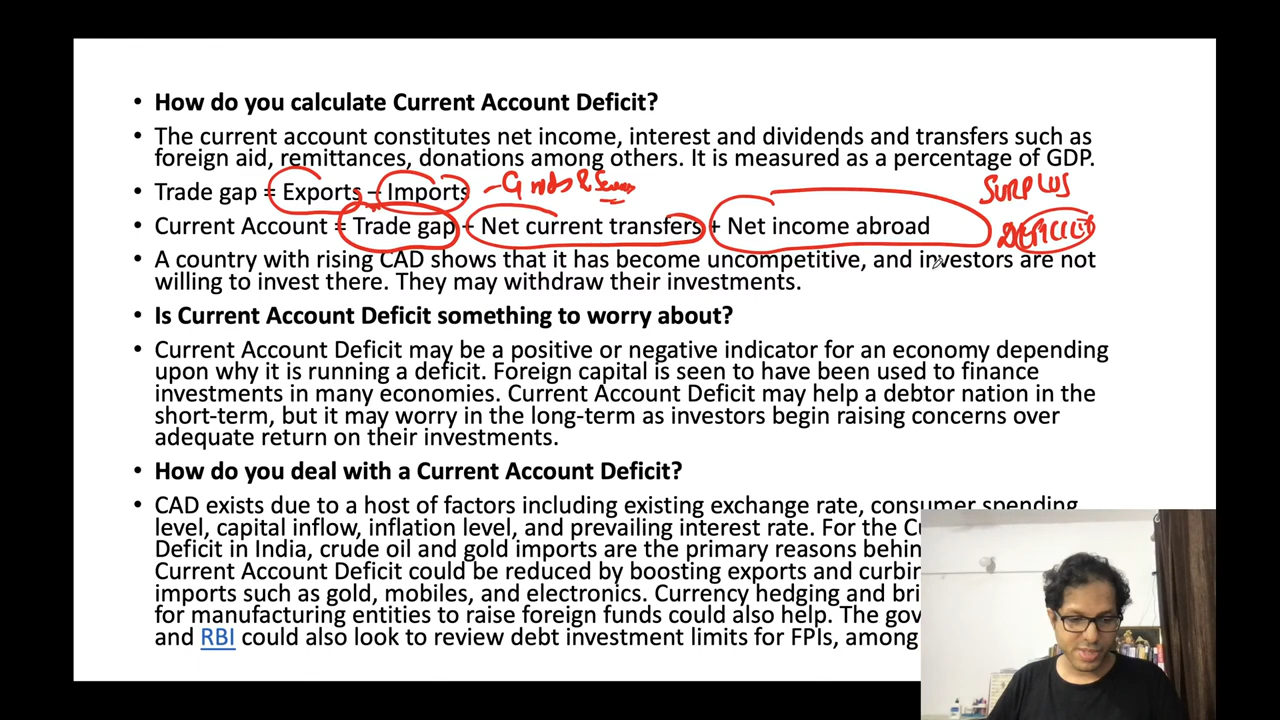 • How do you calculate Current Account Deficit?
• The current account constitutes net income, interest and dividends and transfers such as
foreign aid, remittances, donations among others. It is measured as a percentage of GDP.
• Trade gap = Exports – Imports
SURPLUS
• Current Account = Trade gap + Net current transfers + Net income abroad
• A country with rising CAD shows that it has become uncompetitive, and investors are not
willing to invest there. They may withdraw their investments.
• Is Current Account Deficit something to worry about?
• Current Account Deficit may be a positive or negative indicator for an economy depending
upon why it is running a deficit. Foreign capital is seen to have been used to finance
investments in many economies. Current Account Deficit may help a debtor nation in the
short-term, but it may worry in the long-term as investors begin raising concerns over
adequate return on their investments.
• How do you deal with a Current Account Deficit?
• CAD exists due to a host of factors including existing exchange rate, consumer spending
level, capital inflow, inflation level, and prevailing interest rate. For the
Deficit in India, crude oil and gold imports are the primary reasons
Current Account Deficit could be reduced by boosting exports and
imports such as gold, mobiles, and electronics. Currency hedging and
for manufacturing entities to raise foreign funds could also help. The
and RBI could also look to review debt investment limits for FPIs, among